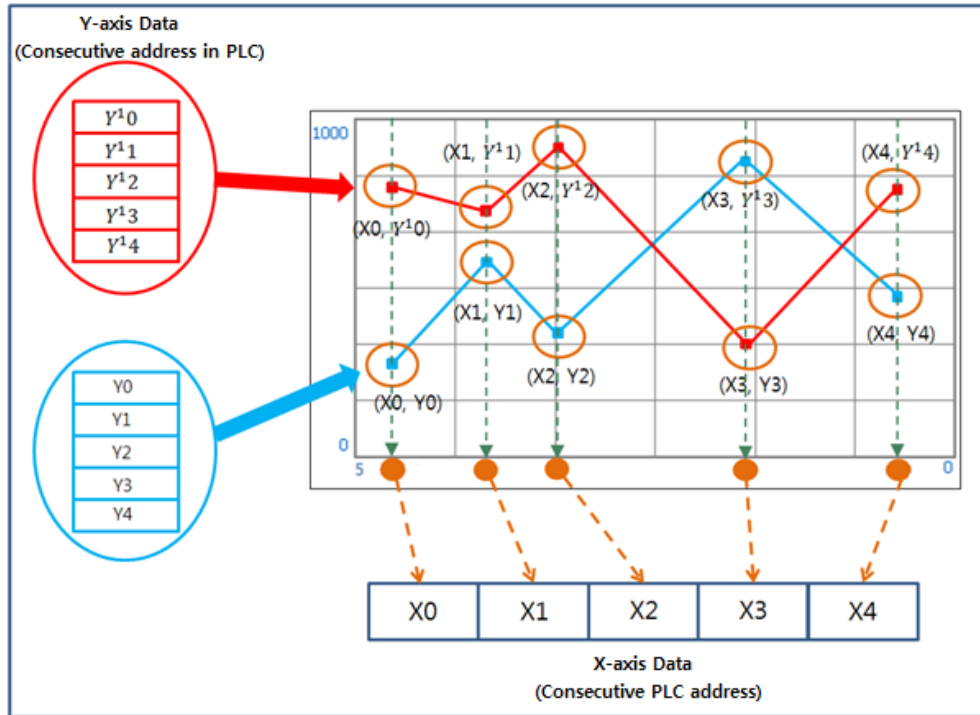 Y-axis Data
(Consecutive address in PLC)
Y¹0
Y¹1
Y¹2
Y¹3
Y¹4
Y0
Y1
Y2
Y3
Y4
1000
(X1, Y¹1)
(X4, Y¹4)
(X2, Y¹2)
(X3, Y¹3)
(X0, Y¹0)
(X1, Y1)
(X4, Y4)
(X2, Y2)
(X3, Y3)
(X0, Y0)
0
5
0
X0
X1
X2
X3
X4
X-axis Data
(Consecutive PLC address)